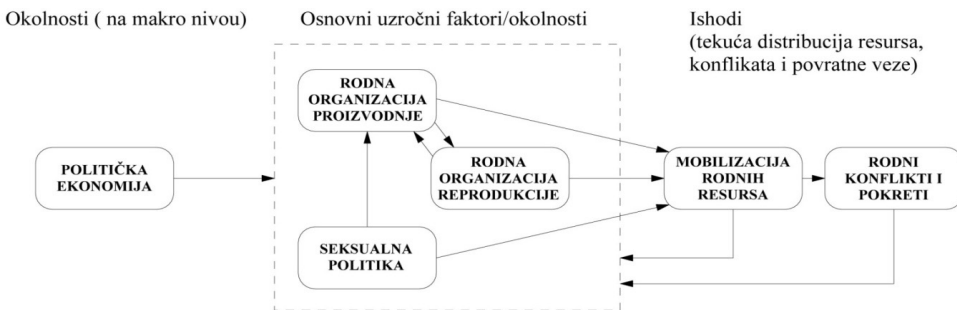 Okolnosti ( na makro nivou)
Osnovni uzročni faktori/okolnosti
Ishodi
(tekuća distribucija resursa,
konflikata i povratne veze)
RODNA
ORGANIZACIJA
PROIZVODNJE
POLITIČKA
EKONOMIJA
RODNA
ORGANIZACIJA
REPRODUKCIJE
MOBILIZACIJA
RODNIH
RESURSA
RODNI
KONFLIKTI I
POKRETI
SEKSUALNA
POLITIKA